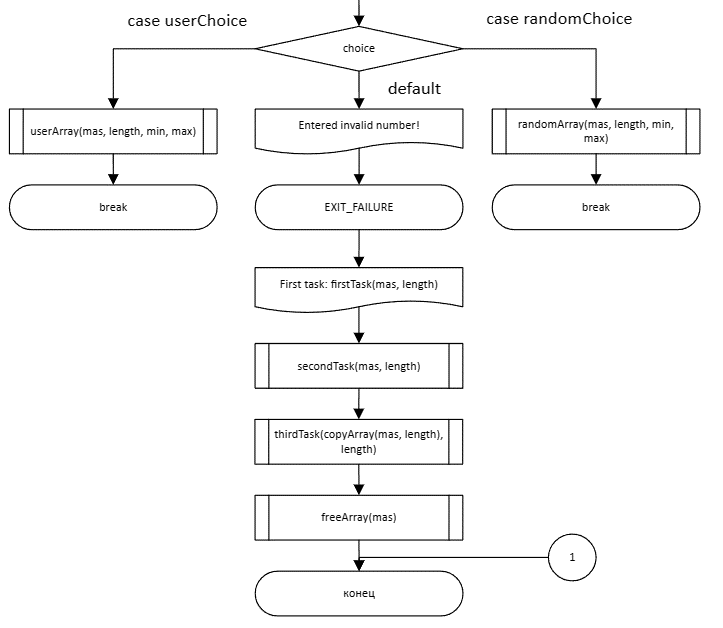 case userChoice
case randomChoice
choice
default
userArray(mas, length, min, max)
Entered invalid number!
randomArray(mas, length, min,
max)
break
EXIT_FAILURE
break
First task: firstTask(mas, length)
secondTask(mas, length)
thirdTask(copyArray(mas, length),
length)
freeArray(mas)
1
конец